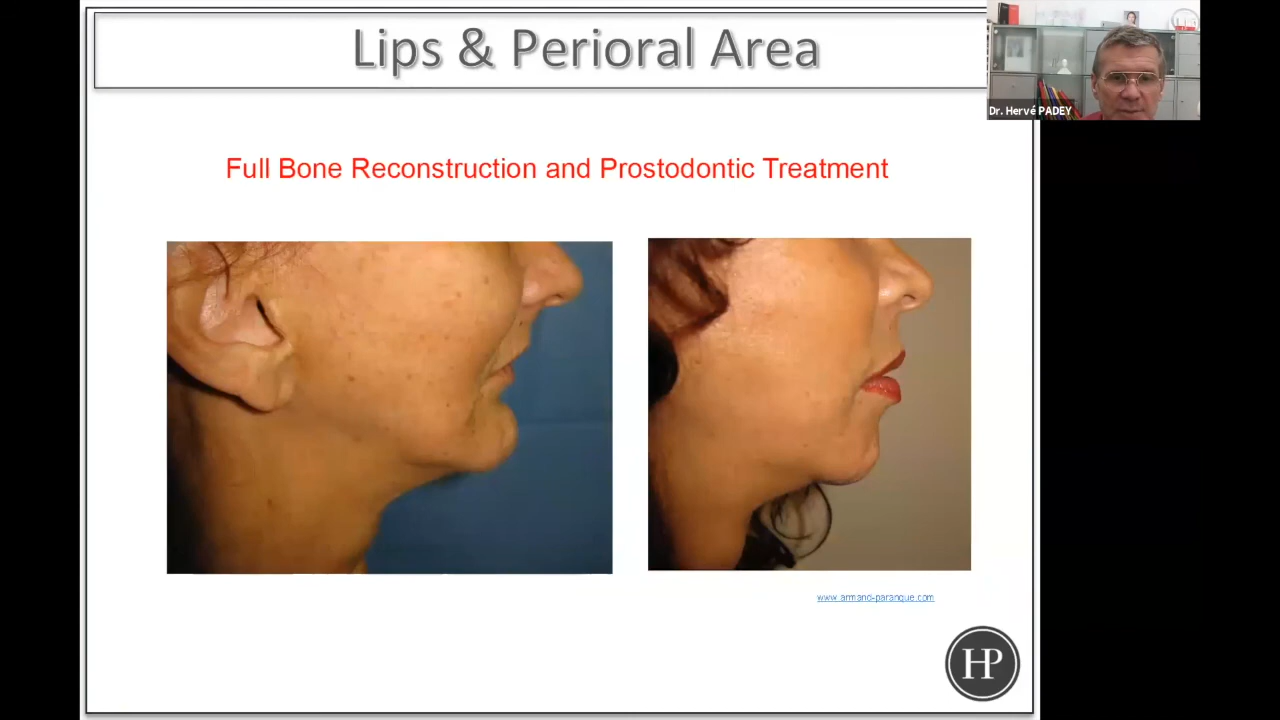 Lips & Perioral Area
Dr. Hervé PADEY
Full Bone Reconstruction and Prostodontic Treatment
www.armand-paranque.com
HP